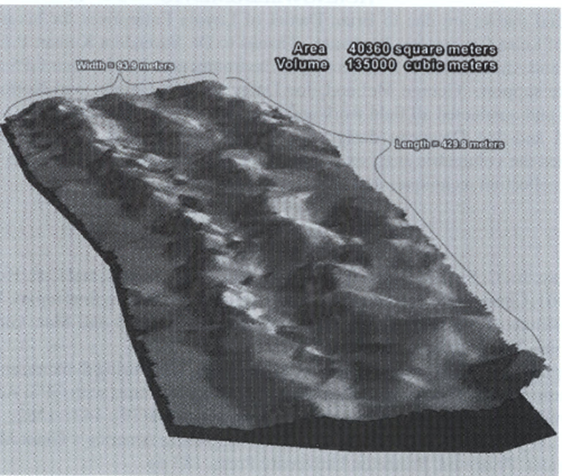 Area 40360 square meters
Volume 135000 cubic meters
Width = 93.9 meters
Length = 429.8 meters